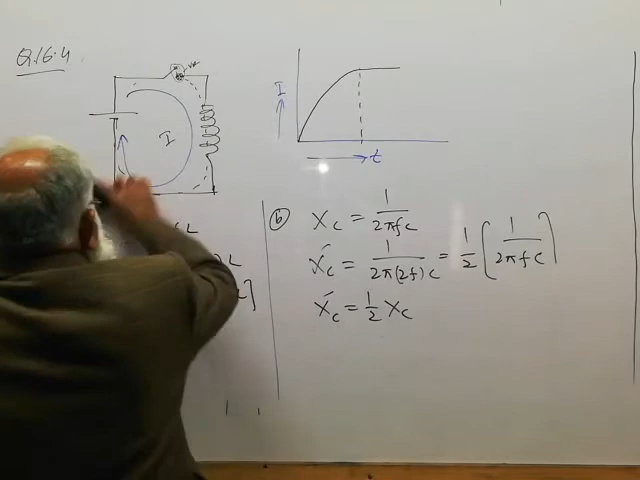 Q.16.4
I
I
t
L
L
]
(b) X_C = 1/2πfC
X′_C = 1/2π(2f)C = 1/2 [1/2πfC]
X′_C = 1/2 X_C